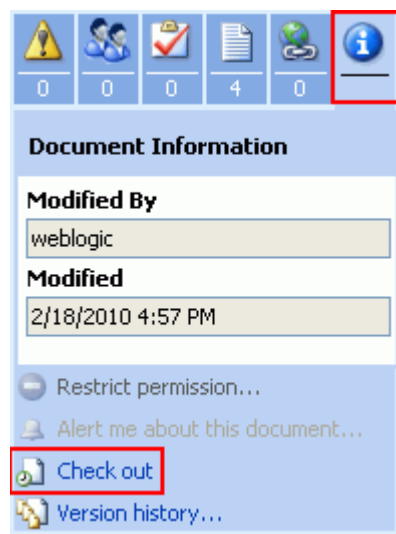 0 0 0 4 0
Document Information
Modified By
weblogic
Modified
2/18/2010 4:57 PM
Restrict permission...
Alert me about this document...
Check out
Version history...